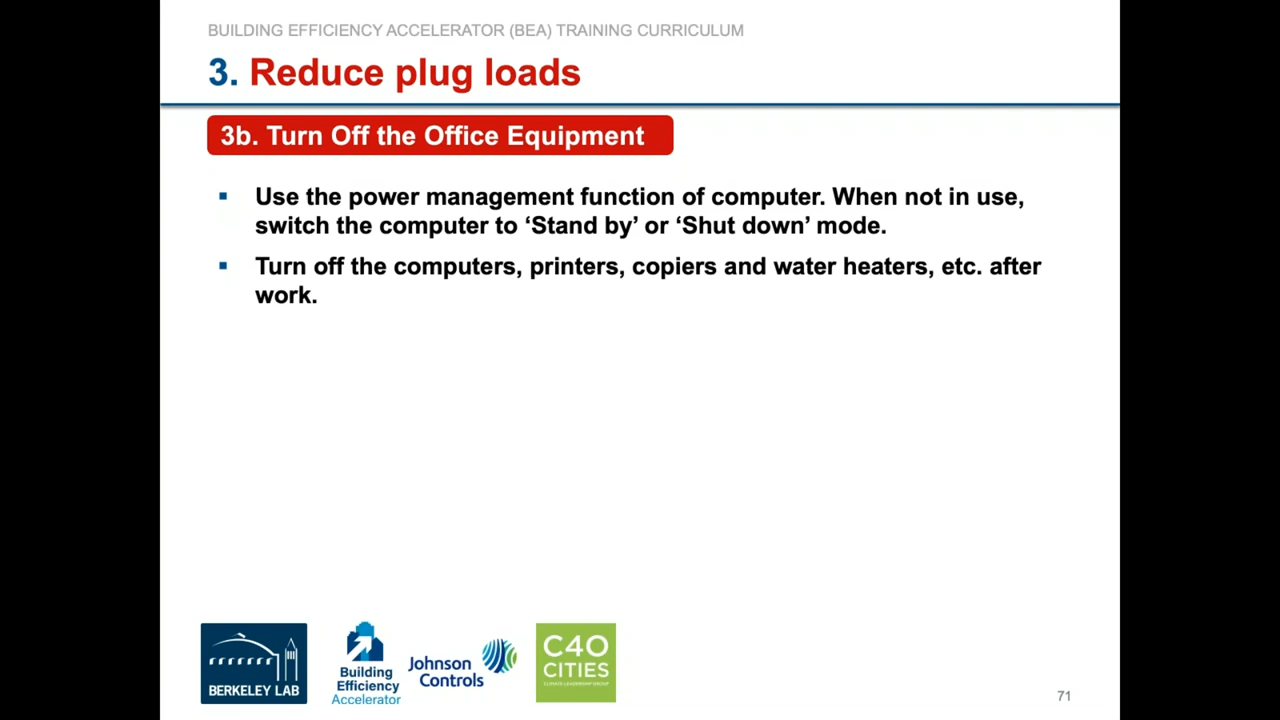 BUILDING EFFICIENCY ACCELERATOR (BEA) TRAINING CURRICULUM
3. Reduce plug loads
3b. Turn Off the Office Equipment
▪ Use the power management function of computer. When not in use,
switch the computer to ‘Stand by’ or ‘Shut down’ mode.
▪ Turn off the computers, printers, copiers and water heaters, etc. after
work.
BERKELEY LAB
Building
Efficiency
Accelerator
Johnson
Controls
C40
CITIES
CLIMATE LEADERSHIP GROUP
71